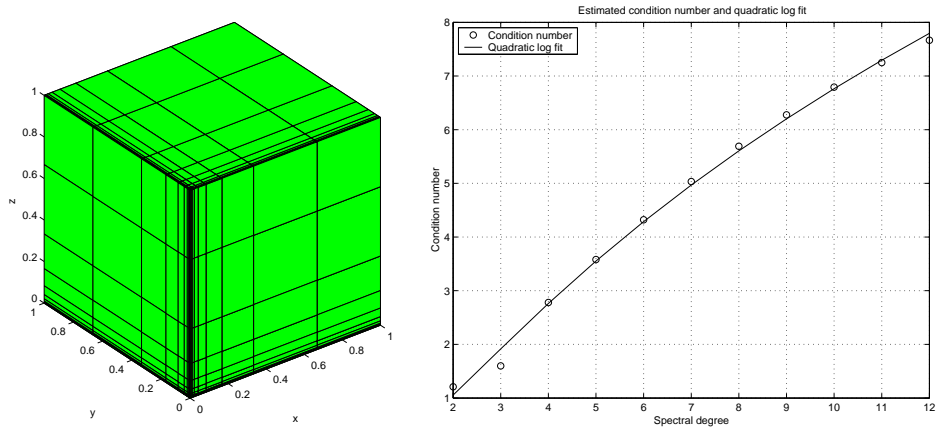 1
0.8
0.6
0.4
0.2
0
z
1
0.8
0.6
0.4
0.2
0
y
0
0.2
0.4
0.6
0.8
1
x
Estimated condition number and quadratic log fit
Condition number
Quadratic log fit
8
7
6
5
4
3
2
1
Condition number
2 3 4 5 6 7 8 9 10 11 12
Spectral degree